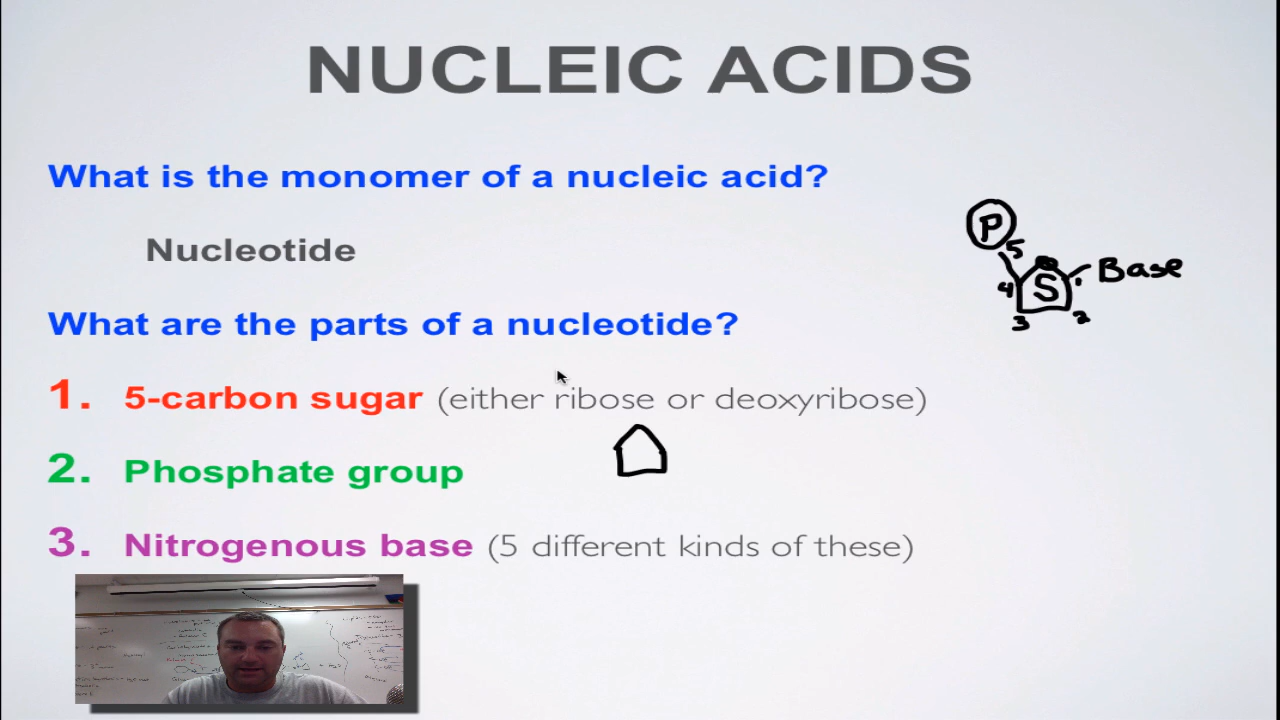 NUCLEIC ACIDS
What is the monomer of a nucleic acid?
Nucleotide
What are the parts of a nucleotide?
1. 5-carbon sugar (either ribose or deoxyribose)
2. Phosphate group
3. Nitrogenous base (5 different kinds of these)
P
5
Base
4 S 1
3 2